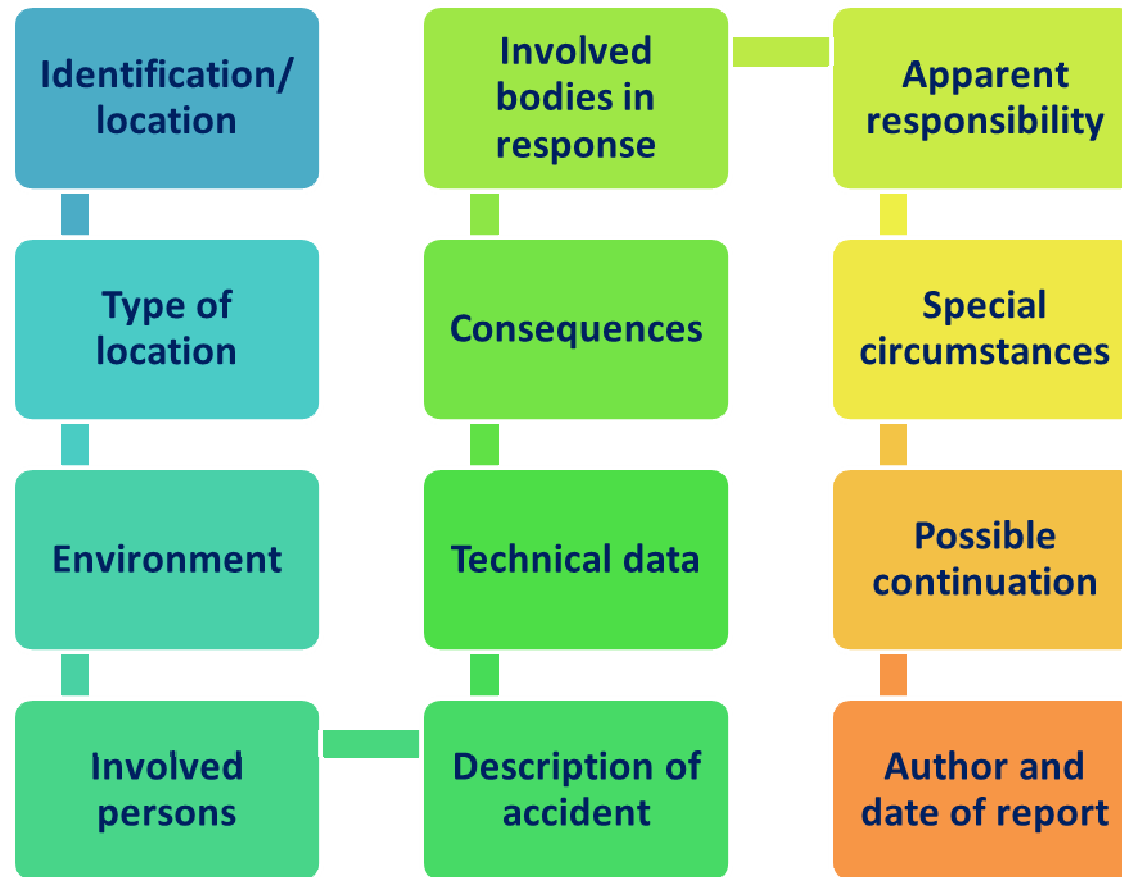 Identification/
location
Type of
location
Environment
Involved
persons
Description of
accident
Technical data
Consequences
Involved
bodies in
response
Apparent
responsibility
Special
circumstances
Possible
continuation
Author and
date of report